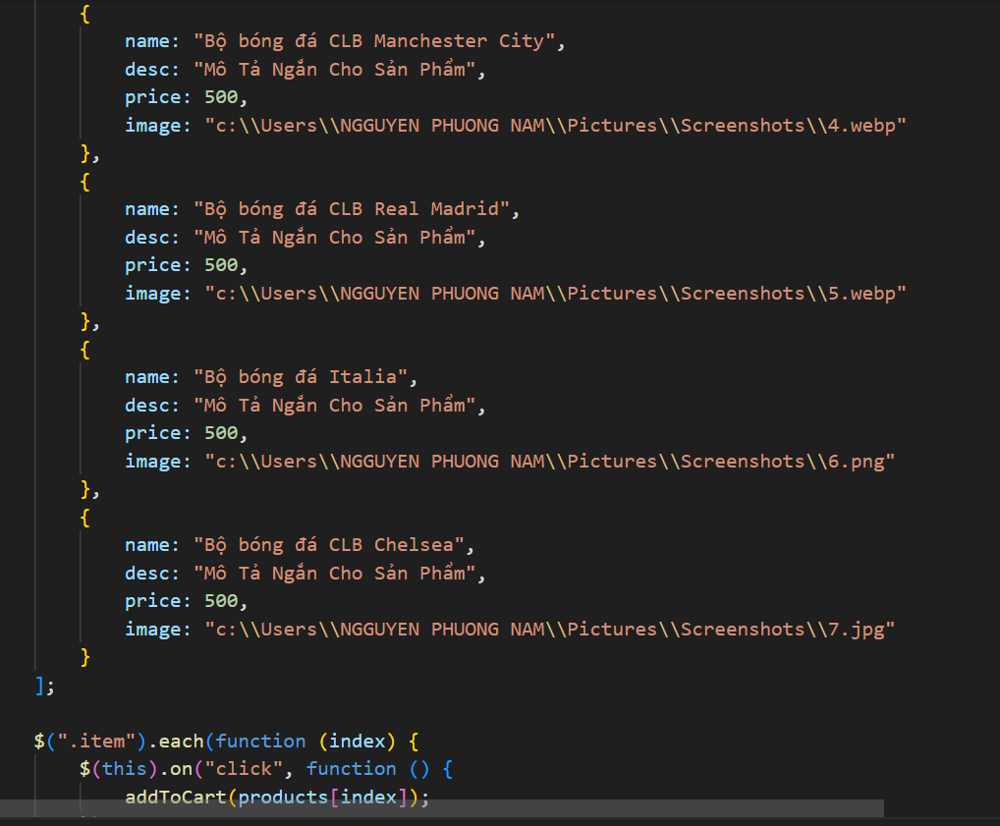 {
name: "Bộ bóng đá CLB Manchester City",
desc: "Mô Tả Ngắn Cho Sản Phẩm",
price: 500,
image: "c:\\Users\\NGGUYEN PHUONG NAM\\Pictures\\Screenshots\\4.webp"
},
{
name: "Bộ bóng đá CLB Real Madrid",
desc: "Mô Tả Ngắn Cho Sản Phẩm",
price: 500,
image: "c:\\Users\\NGGUYEN PHUONG NAM\\Pictures\\Screenshots\\5.webp"
},
{
name: "Bộ bóng đá Italia",
desc: "Mô Tả Ngắn Cho Sản Phẩm",
price: 500,
image: "c:\\Users\\NGGUYEN PHUONG NAM\\Pictures\\Screenshots\\6.png"
},
{
name: "Bộ bóng đá CLB Chelsea",
desc: "Mô Tả Ngắn Cho Sản Phẩm",
price: 500,
image: "c:\\Users\\NGGUYEN PHUONG NAM\\Pictures\\Screenshots\\7.jpg"
}
];
$(".item").each(function (index) {
$(this).on("click", function () {
addToCart(products[index]);